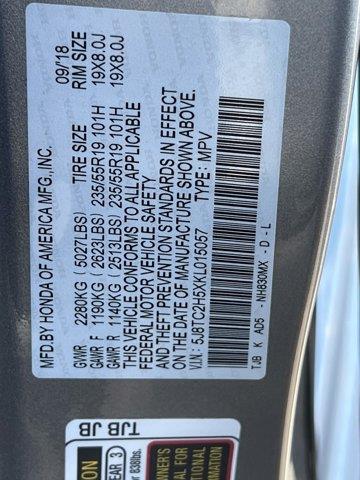 MFD.BY HONDA OF AMERICA MFG.,INC. 09/18
GVWR 2280KG ( 5027LBS) TIRE SIZE RIM SIZE
GAWR F 1190KG ( 2623LBS) 235/55R19 101H 19X8.0J
GAWR R 1140KG ( 2513LBS) 235/55R19 101H 19X8.0J
THIS VEHICLE CONFORMS TO ALL APPLICABLE
FEDERAL MOTOR VEHICLE SAFETY
AND THEFT PREVENTION STANDARDS IN EFFECT
ON THE DATE OF MANUFACTURE SHOWN ABOVE.
V.I.N.: 5J8TC2H5XKL015057 TYPE: MPV
TJB K AD5 - NH830MX - D - L
TJB JB